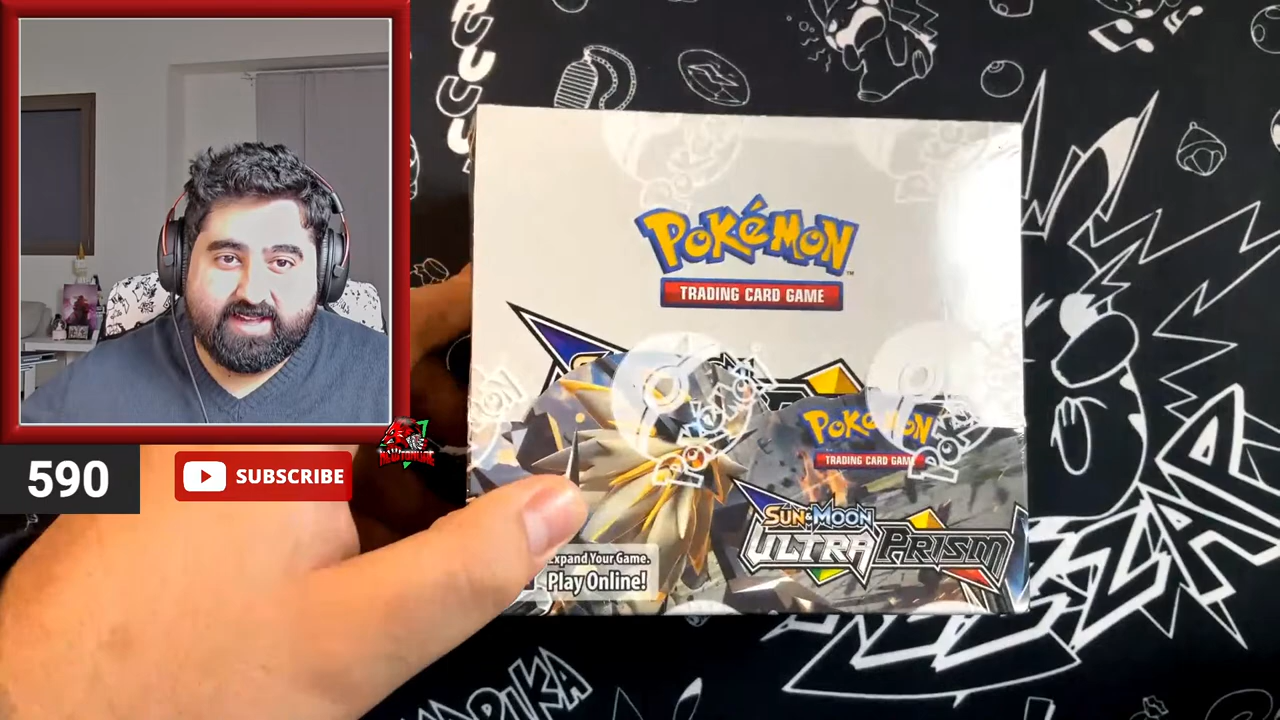 POKéMON
TRADING CARD GAME
POKéMON
TRADING CARD GAME
SUN & MOON
ULTRA PRISM
Expand Your Game.
Play Online!
590
SUBSCRIBE